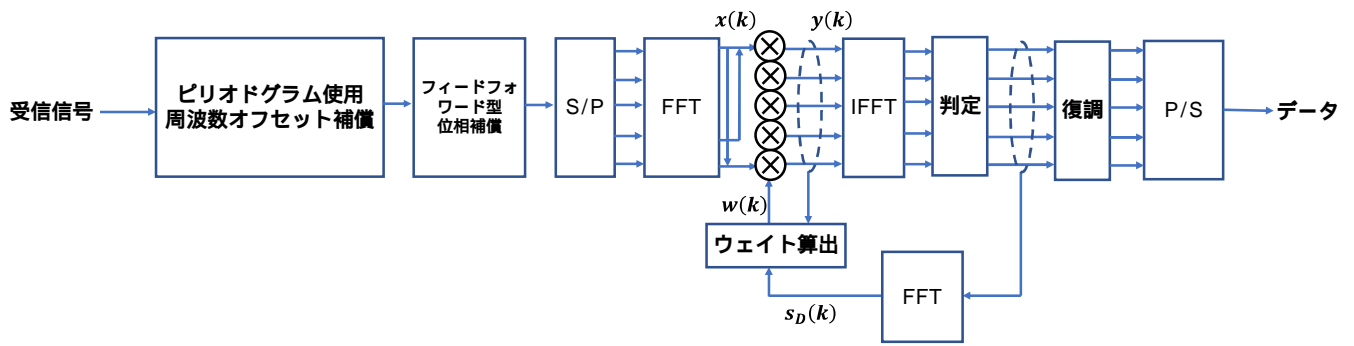 x(k)
y(k)
受信信号
ピリオドグラム使用
周波数オフセット補償
フィードフォ
ワード型
位相補償
S/P
FFT
IFFT
判定
復調
P/S
データ
w(k)
ウェイト算出
FFT
s_D(k)